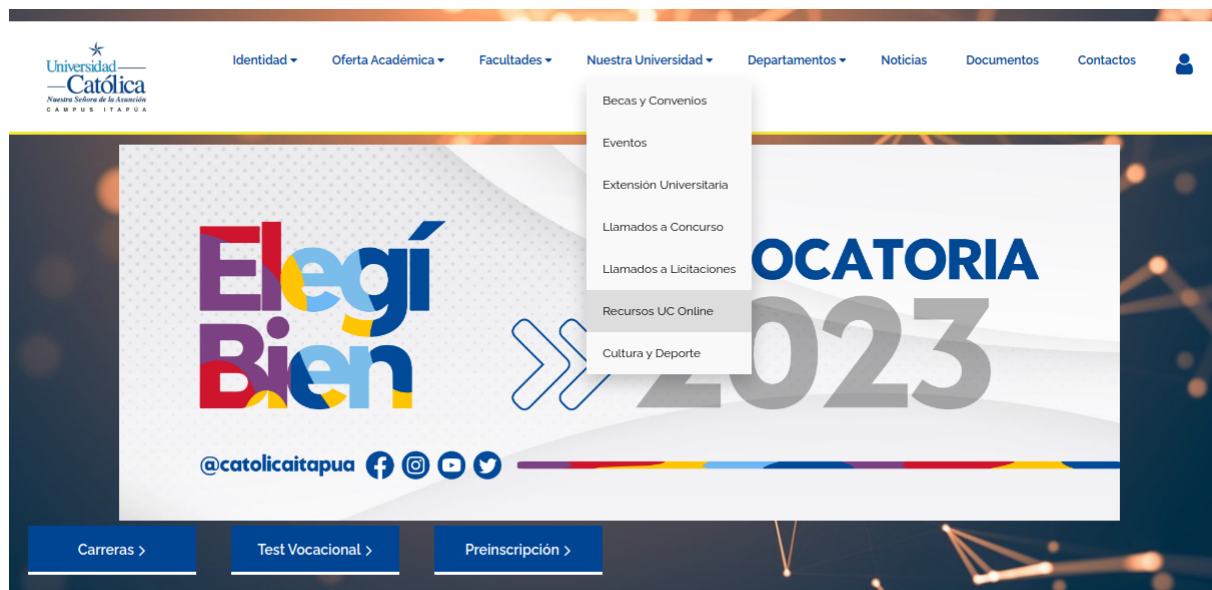 Universidad
Católica
Nuestra Señora de la Asunción
CAMPUS ITAPÚA
Identidad
Oferta Académica
Facultades
Nuestra Universidad
Departamentos
Noticias
Documentos
Contactos
Becas y Convenios
Eventos
Extensión Universitaria
Llamados a Concurso
Llamados a Licitaciones
Recursos UC Online
Cultura y Deporte
Elegí
Bien
OCATORIA
2023
@catolicaitapua
Carreras >
Test Vocacional >
Preinscripción >